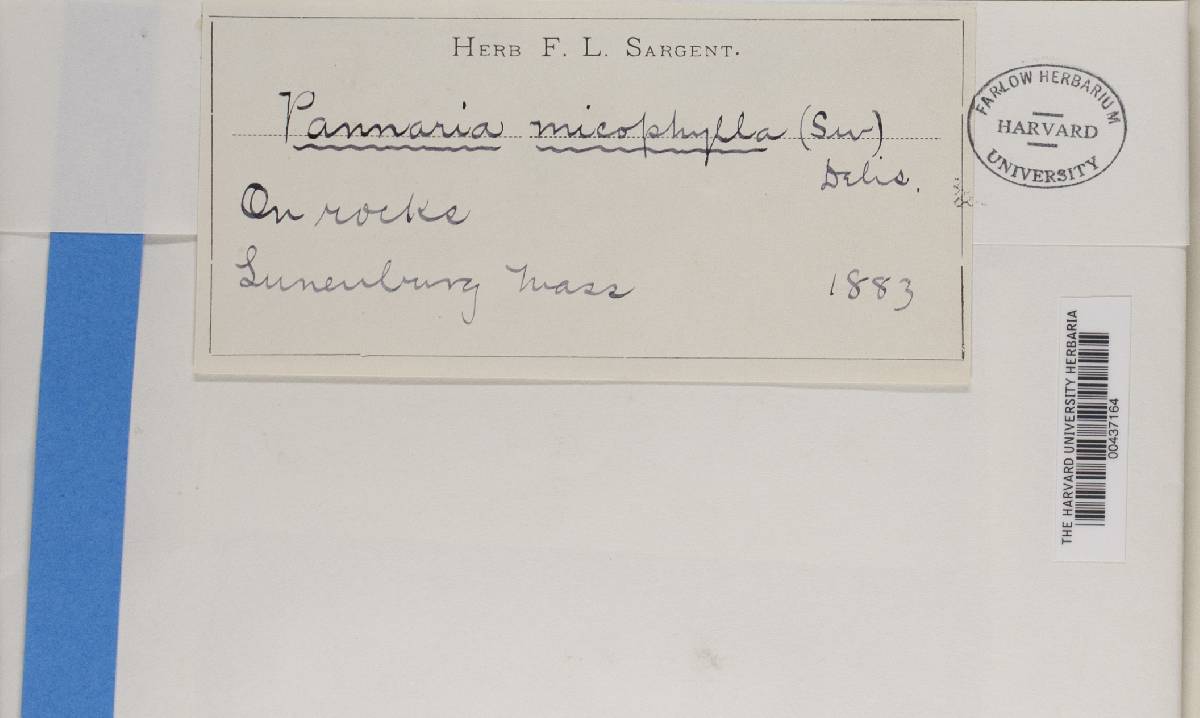 HERB F. L. SARGENT.
Pannaria micophylla (Sw)
Delis.
On rocks
Lunenburg Mass 1883
FARLOW HERBARIUM
HARVARD
UNIVERSITY
THE HARVARD UNIVERSITY HERBARIA
00437164